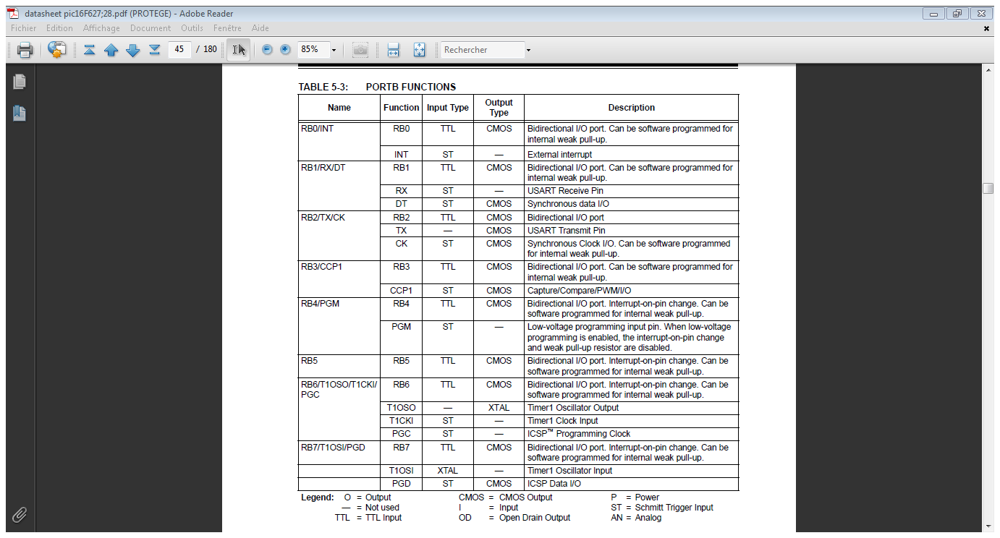 datasheet pic16F627;28.pdf (PROTEGE) - Adobe Reader
Fichier Edition Affichage Document Outils Fenêtre Aide
45 / 180 85% Rechercher
TABLE 5-3: PORTB FUNCTIONS
Name Function Input Type Output Type Description
RB0/INT RB0 TTL CMOS Bidirectional I/O port. Can be software programmed for
internal weak pull-up.
INT ST — External interrupt
RB1/RX/DT RB1 TTL CMOS Bidirectional I/O port. Can be software programmed for
internal weak pull-up.
RX ST — USART Receive Pin
DT ST CMOS Synchronous data I/O
RB2/TX/CK RB2 TTL CMOS Bidirectional I/O port
TX — CMOS USART Transmit Pin
CK ST CMOS Synchronous Clock I/O. Can be software programmed
for internal weak pull-up.
RB3/CCP1 RB3 TTL CMOS Bidirectional I/O port. Can be software programmed for
internal weak pull-up.
CCP1 ST CMOS Capture/Compare/PWM/I/O
RB4/PGM RB4 TTL CMOS Bidirectional I/O port. Interrupt-on-pin change. Can be
software programmed for internal weak pull-up.
PGM ST — Low-voltage programming input pin. When low-voltage
programming is enabled, the interrupt-on-pin change
and weak pull-up resistor are disabled.
RB5 RB5 TTL CMOS Bidirectional I/O port. Interrupt-on-pin change. Can be
software programmed for internal weak pull-up.
RB6/T1OSO/T1CKI/ RB6 TTL CMOS Bidirectional I/O port. Interrupt-on-pin change. Can be
PGC software programmed for internal weak pull-up.
T1OSO — XTAL Timer1 Oscillator Output
T1CKI ST — Timer1 Clock Input
PGC ST — ICSP™ Programming Clock
RB7/T1OSI/PGD RB7 TTL CMOS Bidirectional I/O port. Interrupt-on-pin change. Can be
software programmed for internal weak pull-up.
T1OSI XTAL — Timer1 Oscillator Input
PGD ST CMOS ICSP Data I/O
Legend: O = Output CMOS = CMOS Output P = Power
— = Not used I = Input ST = Schmitt Trigger Input
TTL = TTL Input OD = Open Drain Output AN = Analog